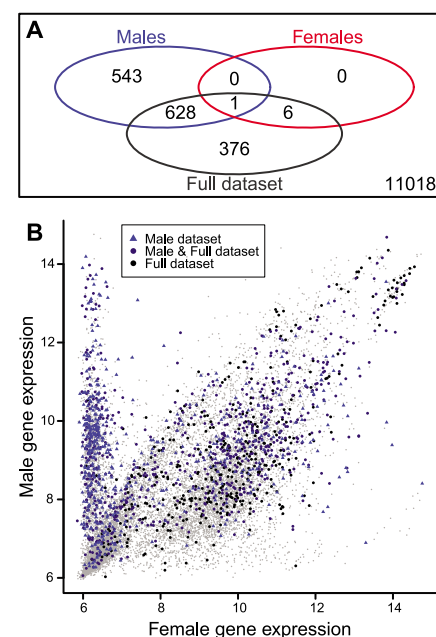 A
Males
Females
543
0
0
1
628
6
376
Full dataset
11018
B
Male dataset
Male & Full dataset
Full dataset
14
12
10
8
6
Male gene expression
6
8
10
12
14
Female gene expression